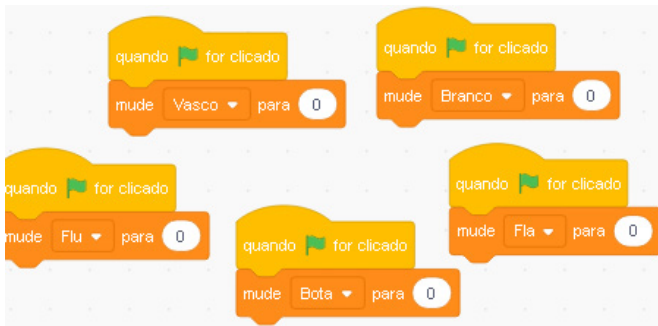 quando for clicado
mude Vasco para 0
quando for clicado
mude Branco para 0
quando for clicado
mude Flu para 0
quando for clicado
mude Bota para 0
quando for clicado
mude Fla para 0